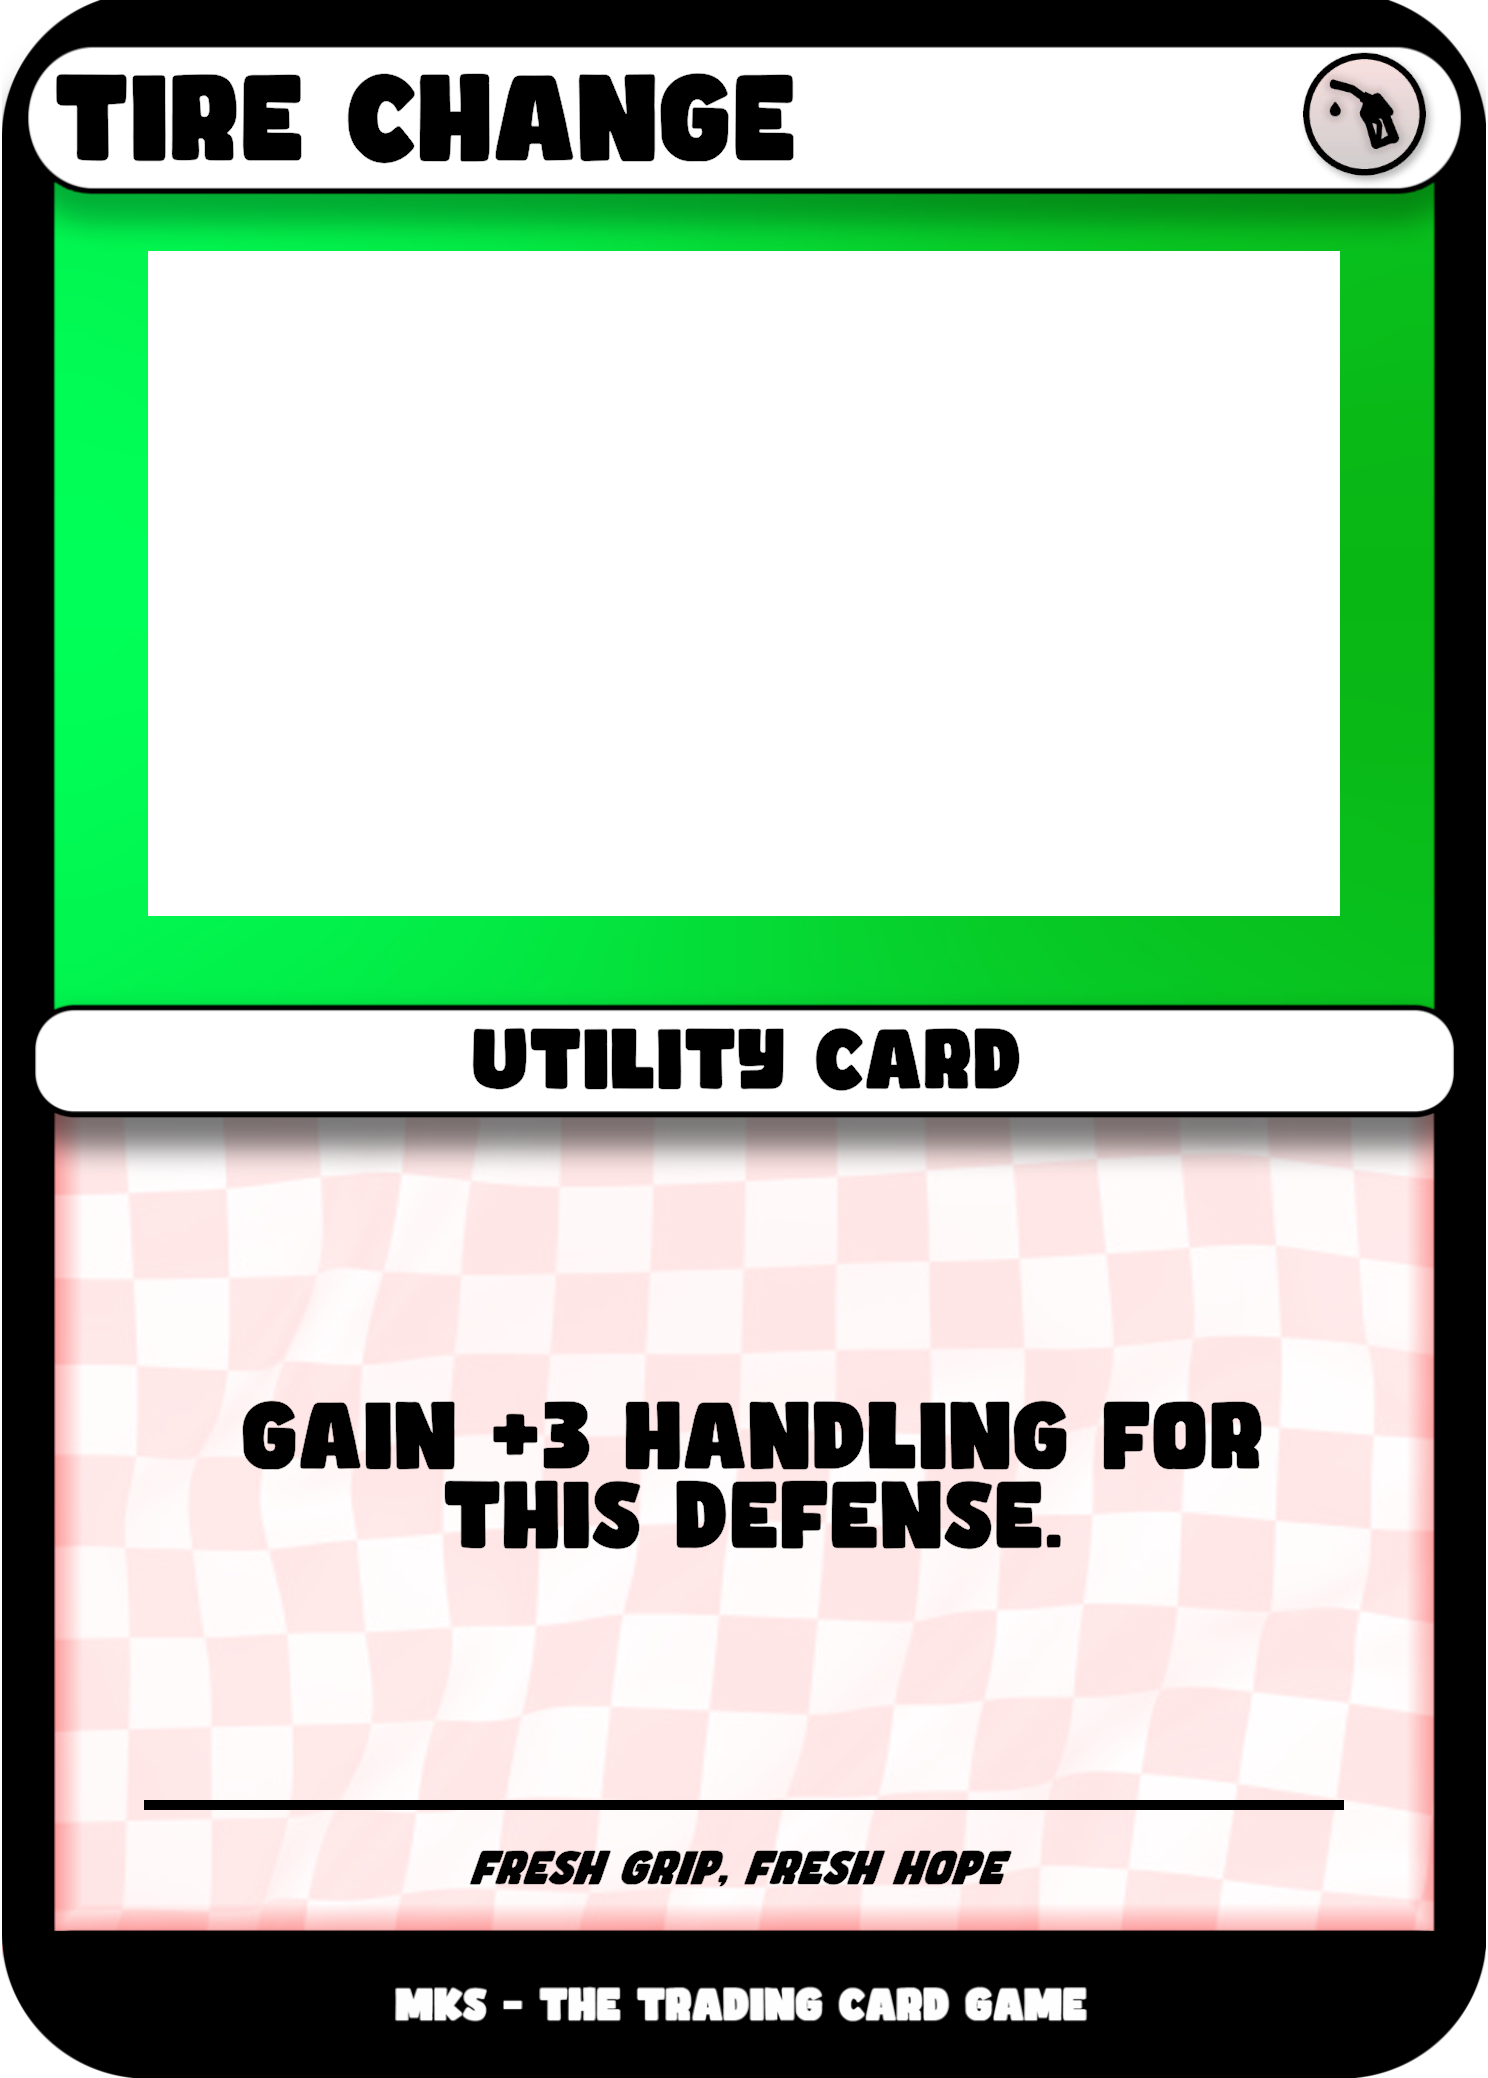 TIRE CHANGE
UTILITY CARD
GAIN +3 HANDLING FOR
THIS DEFENSE.
FRESH GRIP, FRESH HOPE
MKS - THE TRADING CARD GAME